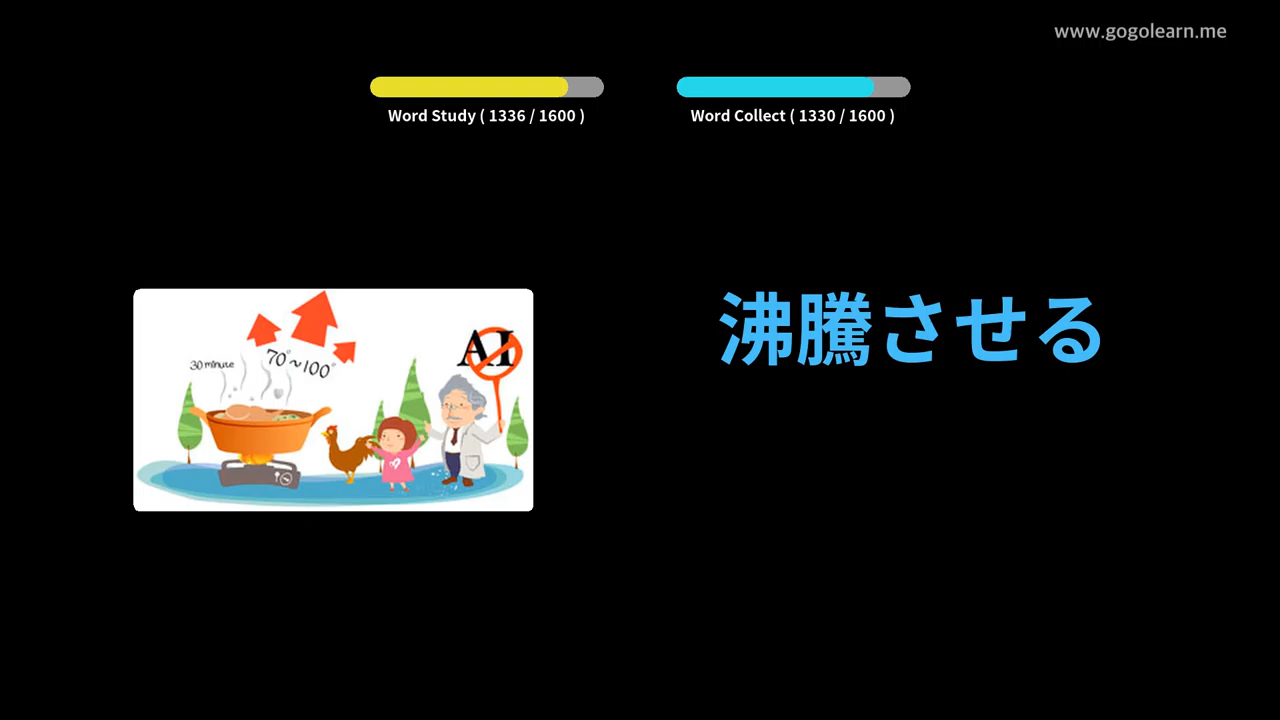 www.gogolearn.me
Word Study ( 1336 / 1600 )
Word Collect ( 1330 / 1600 )
沸騰させる
30 minute
70°~100°
AI